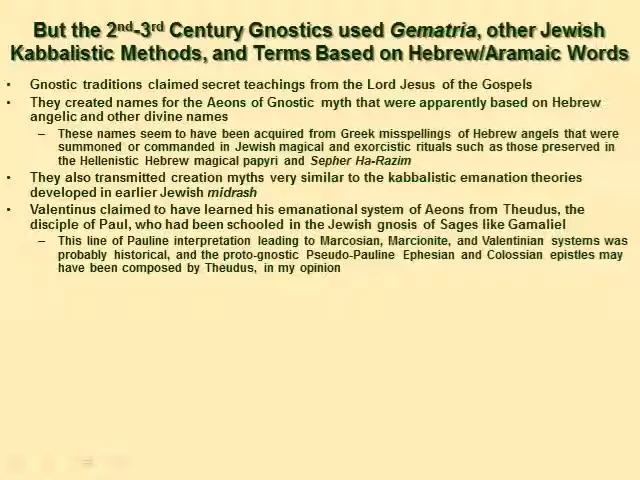 But the 2nd-3rd Century Gnostics used Gematria, other Jewish
Kabbalistic Methods, and Terms Based on Hebrew/Aramaic Words
• Gnostic traditions claimed secret teachings from the Lord Jesus of the Gospels
• They created names for the Aeons of Gnostic myth that were apparently based on Hebrew
angelic and other divine names
– These names seem to have been acquired from Greek misspellings of Hebrew angels that were
summoned or commanded in Jewish magical and exorcistic rituals such as those preserved in
the Hellenistic Hebrew magical papyri and Sepher Ha-Razim
• They also transmitted creation myths very similar to the kabbalistic emanation theories
developed in earlier Jewish midrash
• Valentinus claimed to have learned his emanational system of Aeons from Theudus, the
disciple of Paul, who had been schooled in the Jewish gnosis of Sages like Gamaliel
– This line of Pauline interpretation leading to Marcosian, Marcionite, and Valentinian systems was
probably historical, and the proto-gnostic Pseudo-Pauline Ephesian and Colossian epistles may
have been composed by Theudus, in my opinion